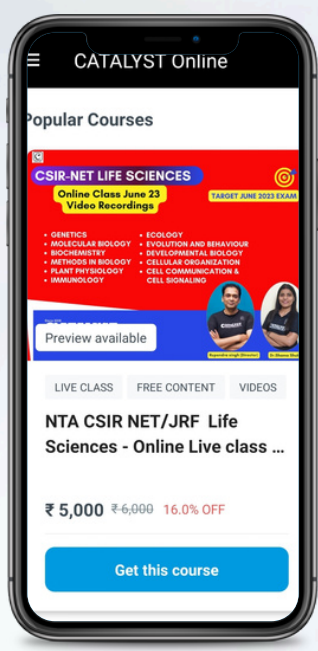 CATALYST Online
Popular Courses
CSIR-NET LIFE SCIENCES
Online Class June 23
Video Recordings
TARGET JUNE 2023 EXAM
• GENETICS
• MOLECULAR BIOLOGY
• BIOCHEMISTRY
• METHODS IN BIOLOGY
• PLANT PHYSIOLOGY
• IMMUNOLOGY
• ECOLOGY
• EVOLUTION AND BEHAVIOUR
• DEVELOPMENTAL BIOLOGY
• CELLULAR ORGANIZATION
• CELL COMMUNICATION &
CELL SIGNALING
Preview available
LIVE CLASS FREE CONTENT VIDEOS
NTA CSIR NET/JRF Life
Sciences - Online Live class ...
₹ 5,000 ₹ 6,000 16.0% OFF
Get this course